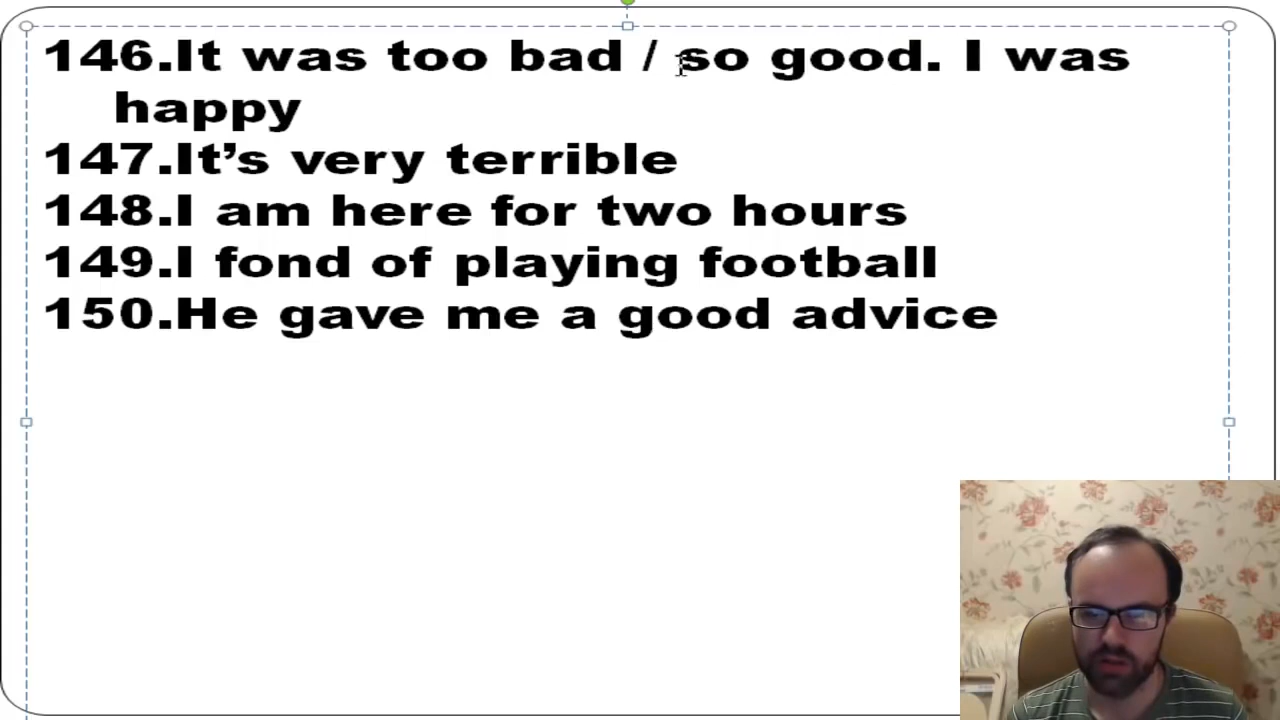 146.It was too bad / so good. I was
happy
147.It’s very terrible
148.I am here for two hours
149.I fond of playing football
150.He gave me a good advice